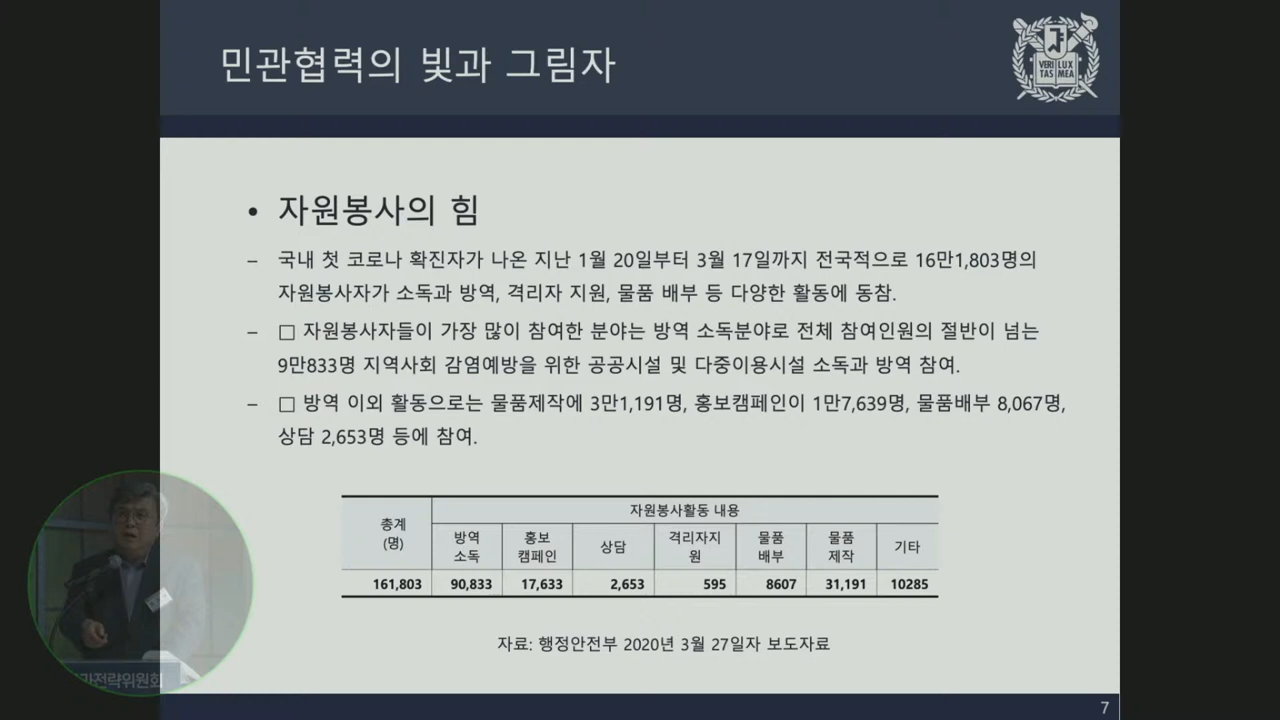 민관협력의 빛과 그림자
VERI LUX
TAS MEA
• 자원봉사의 힘
– 국내 첫 코로나 확진자가 나온 지난 1월 20일부터 3월 17일까지 전국적으로 16만1,803명의
자원봉사자가 소독과 방역, 격리자 지원, 물품 배부 등 다양한 활동에 동참.
– □ 자원봉사자들이 가장 많이 참여한 분야는 방역 소독분야로 전체 참여인원의 절반이 넘는
9만833명 지역사회 감염예방을 위한 공공시설 및 다중이용시설 소독과 방역 참여.
– □ 방역 이외 활동으로는 물품제작에 3만1,191명, 홍보캠페인이 1만7,639명, 물품배부 8,067명,
상담 2,653명 등에 참여.
총계
(명)
자원봉사활동 내용
방역
소독
홍보
캠페인
상담
격리자지
원
물품
배부
물품
제작
기타
161,803 90,833 17,633 2,653 595 8607 31,191 10285
자료: 행정안전부 2020년 3월 27일자 보도자료
전략위원회
7